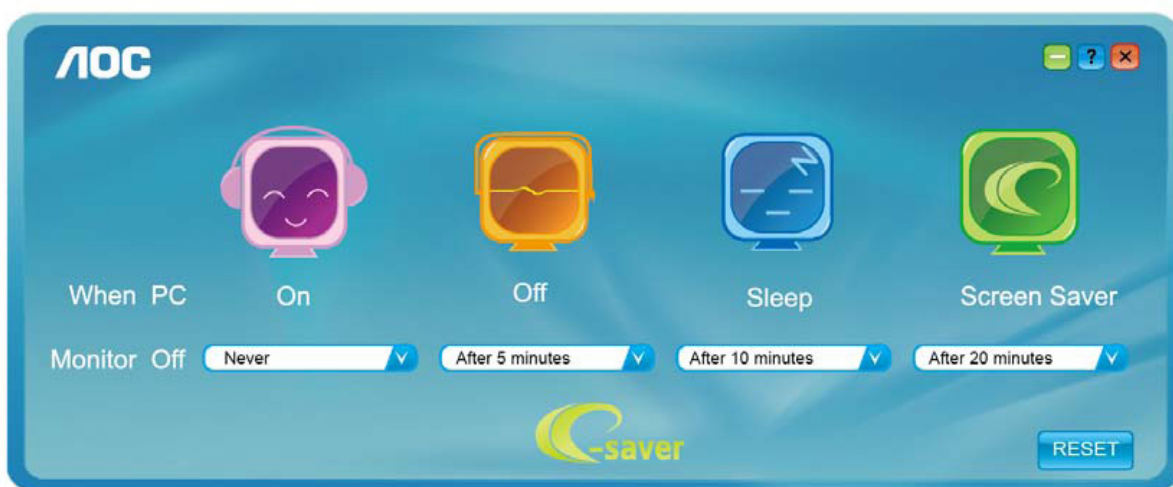 AOC
?
When PC On Off Sleep Screen Saver
Monitor Off Never After 5 minutes After 10 minutes After 20 minutes
e-saver
RESET